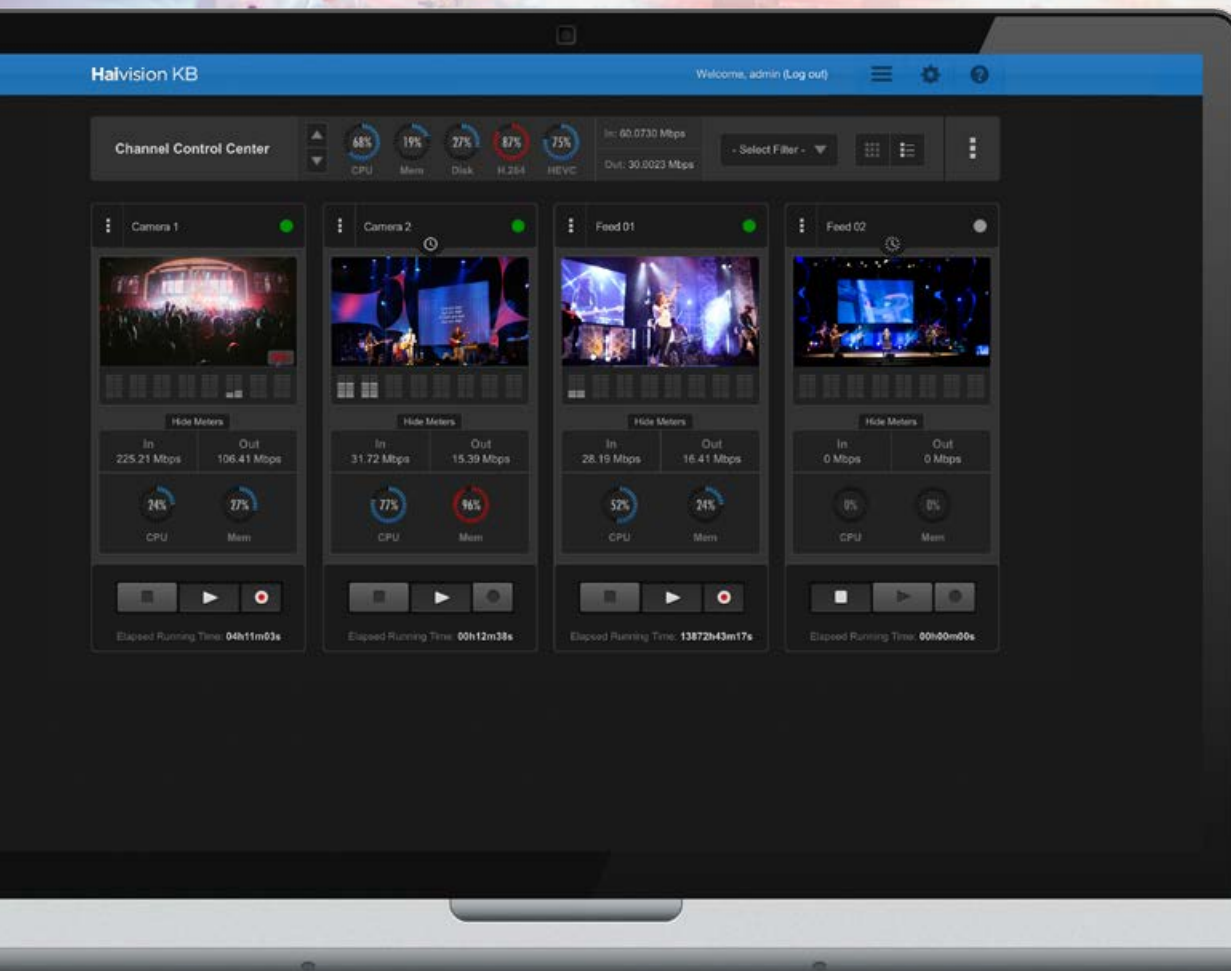 Haivision KB
Welcome, admin (Log out)
Channel Control Center
68%
CPU
19%
Mem
27%
Disk
87%
H.264
75%
HEVC
In: 60.0730 Mbps
Out: 30.0023 Mbps
- Select Filter -
Camera 1
Hide Meters
In
225.21 Mbps
Out
106.41 Mbps
24%
CPU
27%
Mem
Elapsed Running Time: 04h11m03s
Camera 2
Hide Meters
In
31.72 Mbps
Out
15.39 Mbps
77%
CPU
96%
Mem
Elapsed Running Time: 00h12m38s
Feed 01
Hide Meters
In
28.19 Mbps
Out
16.41 Mbps
52%
CPU
24%
Mem
Elapsed Running Time: 13872h43m17s
Feed 02
Hide Meters
In
0 Mbps
Out
0 Mbps
0%
CPU
0%
Mem
Elapsed Running Time: 00h00m00s